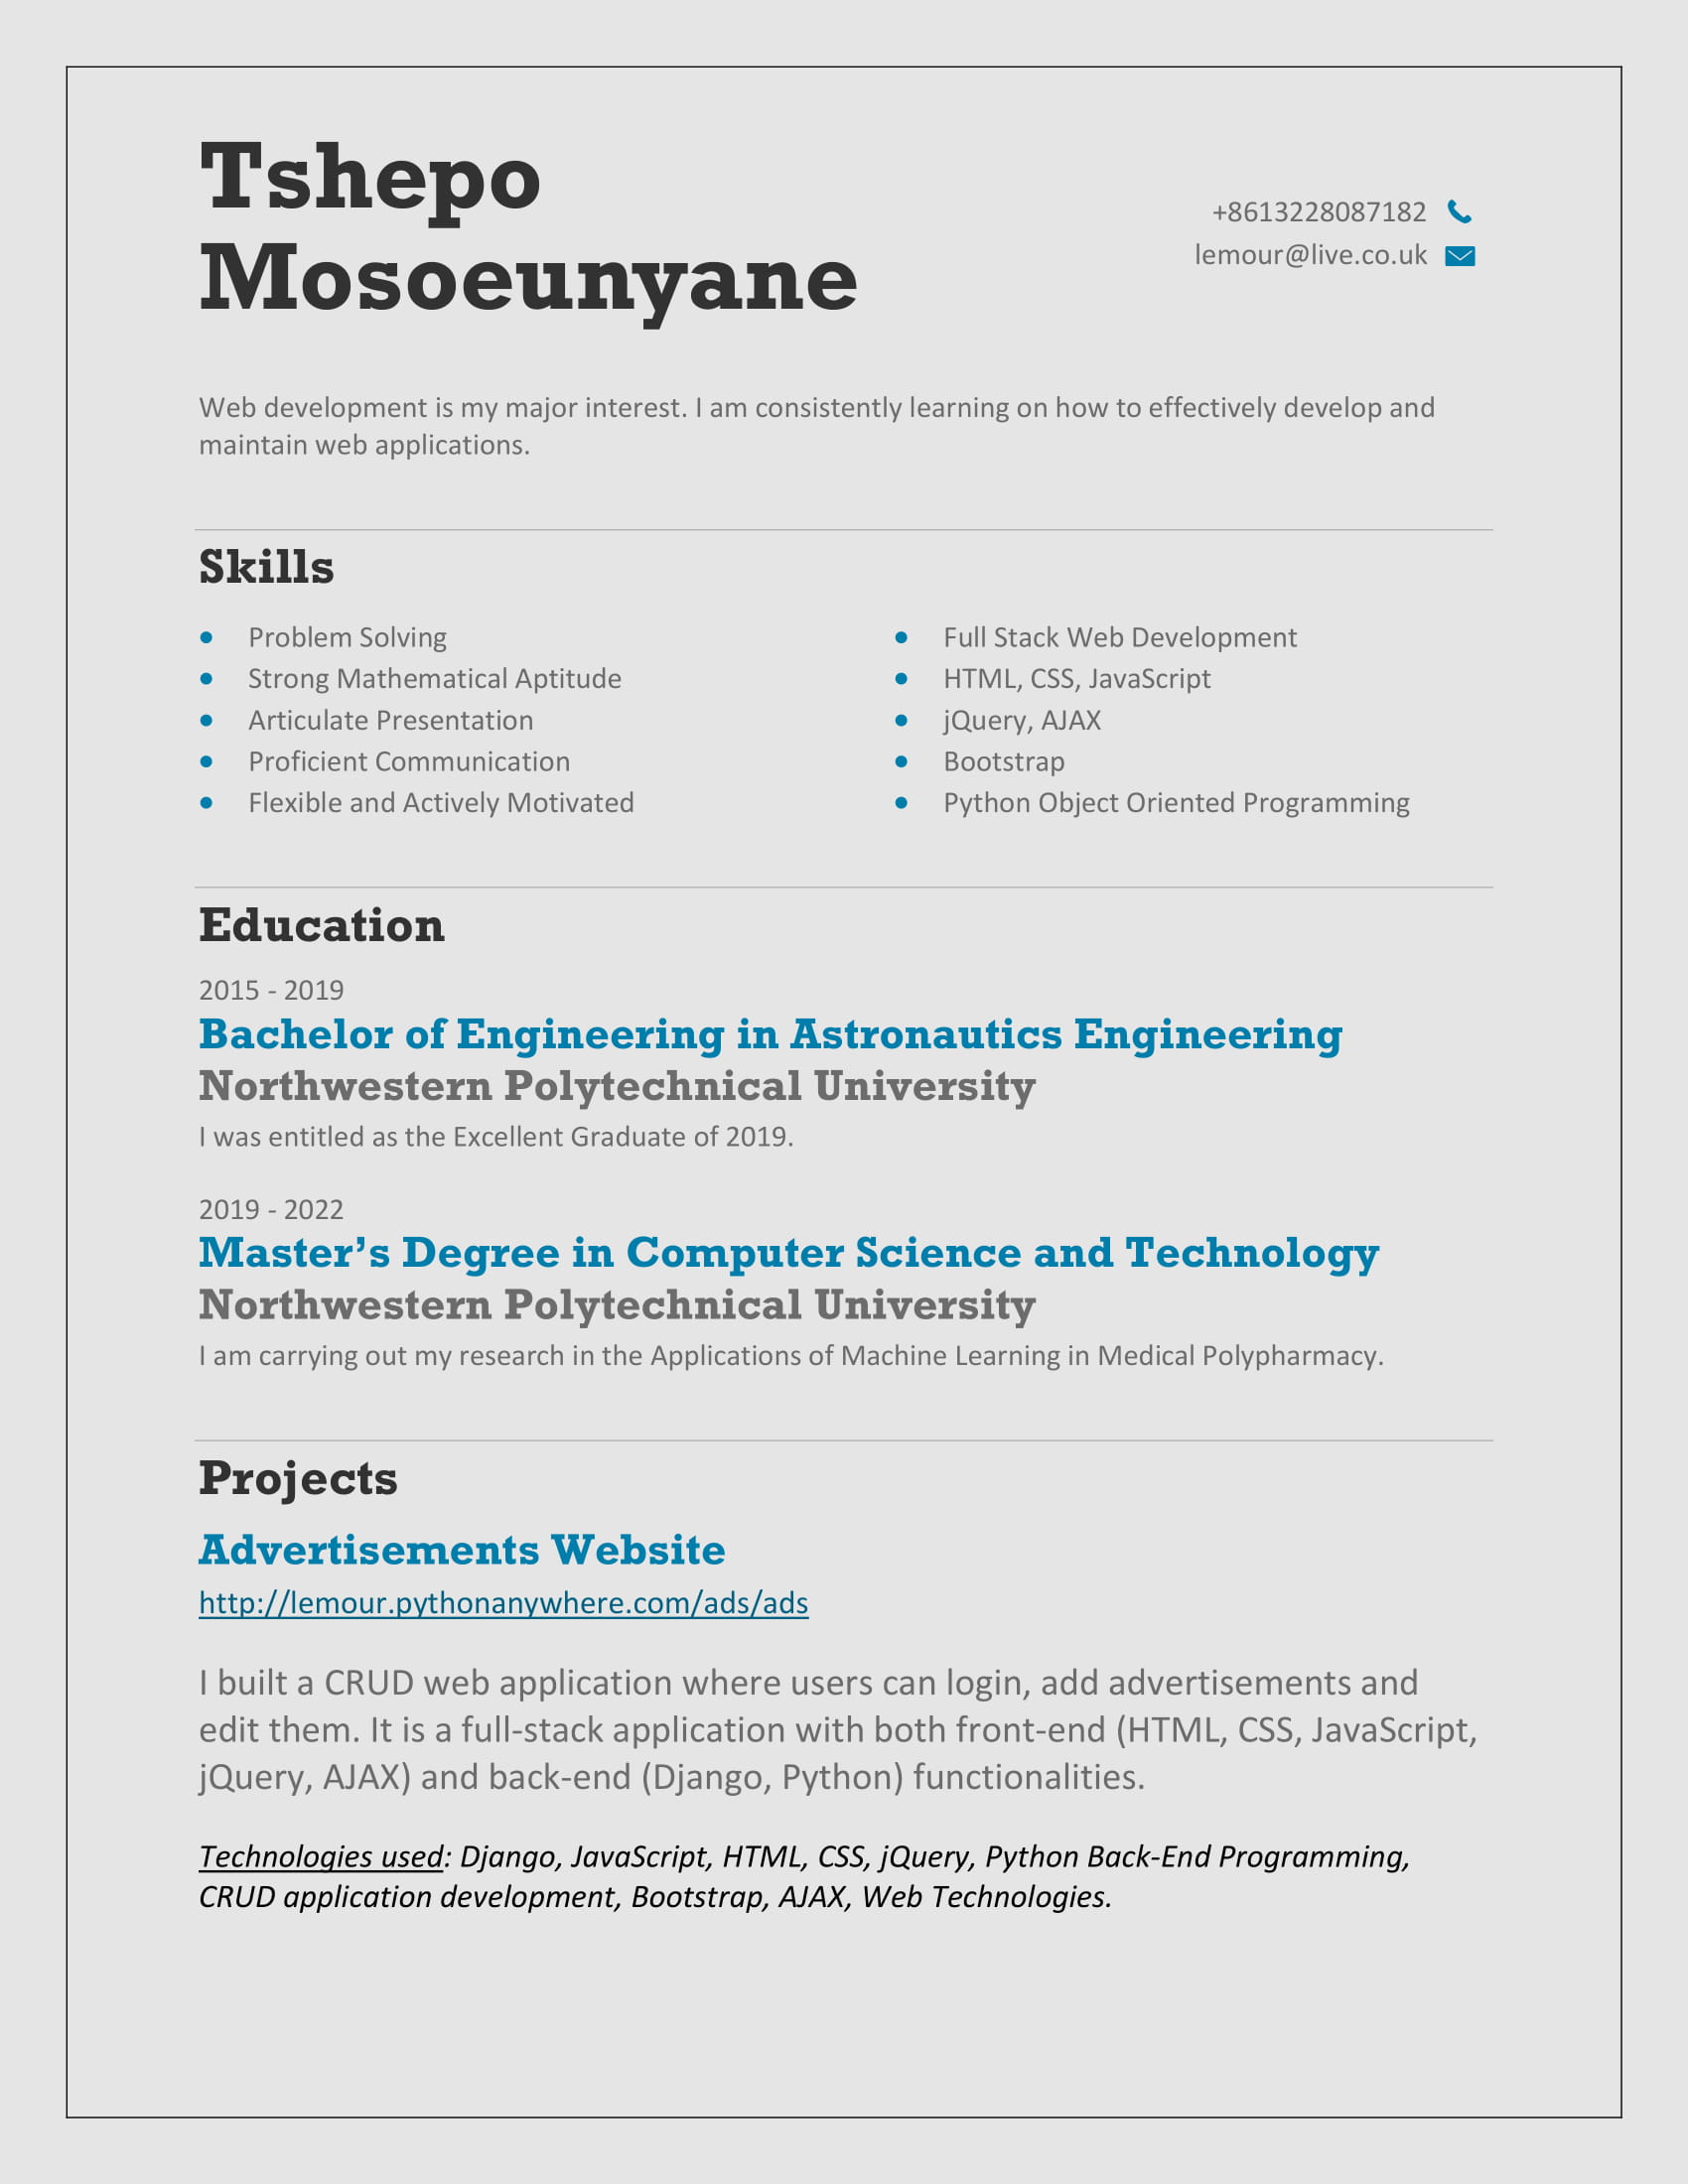 Tshepo
Mosoeunyane
+8613228087182
lemour@live.co.uk
Web development is my major interest. I am consistently learning on how to effectively develop and
maintain web applications.
Skills
• Problem Solving
• Strong Mathematical Aptitude
• Articulate Presentation
• Proficient Communication
• Flexible and Actively Motivated
• Full Stack Web Development
• HTML, CSS, JavaScript
• jQuery, AJAX
• Bootstrap
• Python Object Oriented Programming
Education
2015 - 2019
Bachelor of Engineering in Astronautics Engineering
Northwestern Polytechnical University
I was entitled as the Excellent Graduate of 2019.
2019 - 2022
Master’s Degree in Computer Science and Technology
Northwestern Polytechnical University
I am carrying out my research in the Applications of Machine Learning in Medical Polypharmacy.
Projects
Advertisements Website
http://lemour.pythonanywhere.com/ads/ads
I built a CRUD web application where users can login, add advertisements and
edit them. It is a full-stack application with both front-end (HTML, CSS, JavaScript,
jQuery, AJAX) and back-end (Django, Python) functionalities.
Technologies used: Django, JavaScript, HTML, CSS, jQuery, Python Back-End Programming,
CRUD application development, Bootstrap, AJAX, Web Technologies.